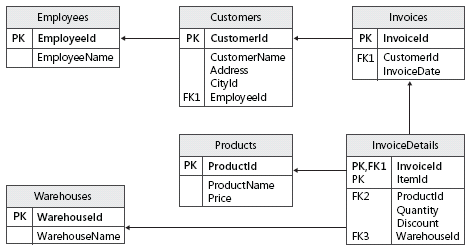 Employees
PK EmployeeId
EmployeeName
Customers
PK CustomerId
CustomerName
Address
CityId
FK1 EmployeeId
Invoices
PK InvoiceId
FK1 CustomerId
InvoiceDate
Products
PK ProductId
ProductName
Price
InvoiceDetails
PK,FK1 InvoiceId
PK ItemId
FK2 ProductId
Quantity
Discount
FK3 WarehouseId
Warehouses
PK WarehouseId
WarehouseName